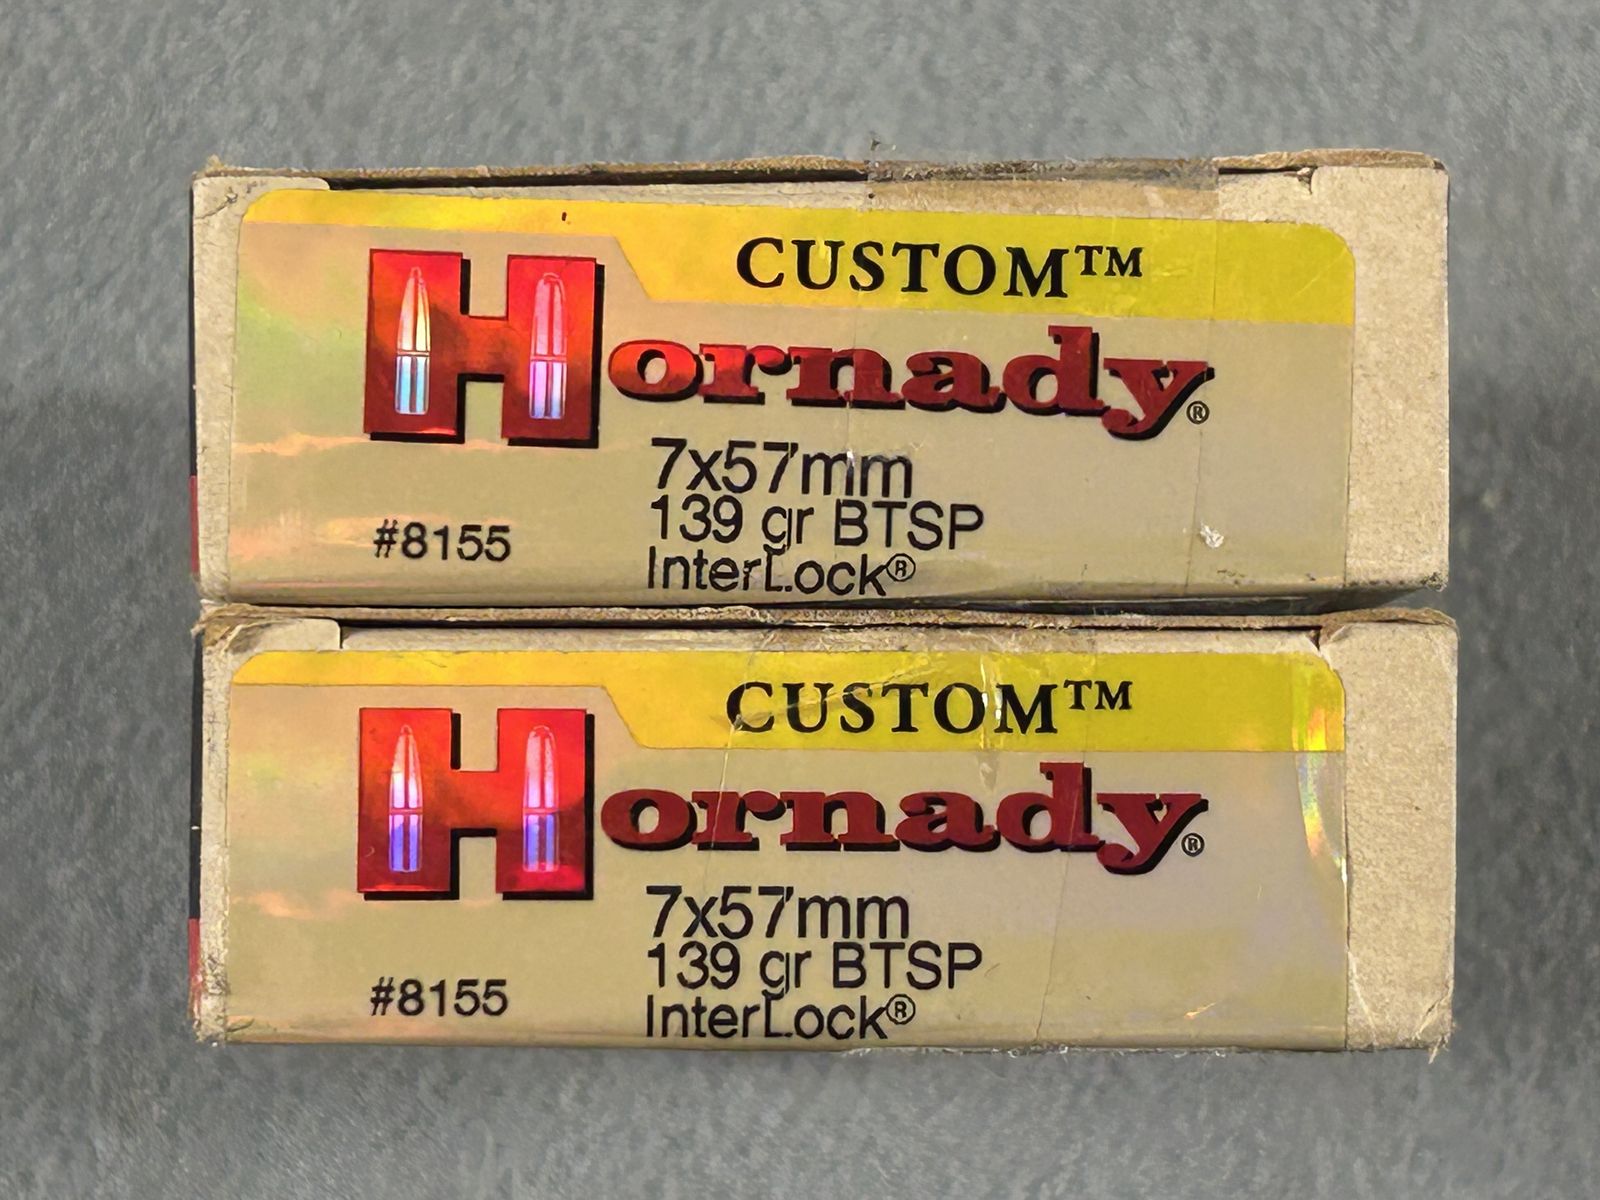 CUSTOM™
Hornady®
7x57mm
139 gr BTSP
#8155
InterLock®
CUSTOM™
Hornady®
7x57mm
139 gr BTSP
#8155
InterLock®